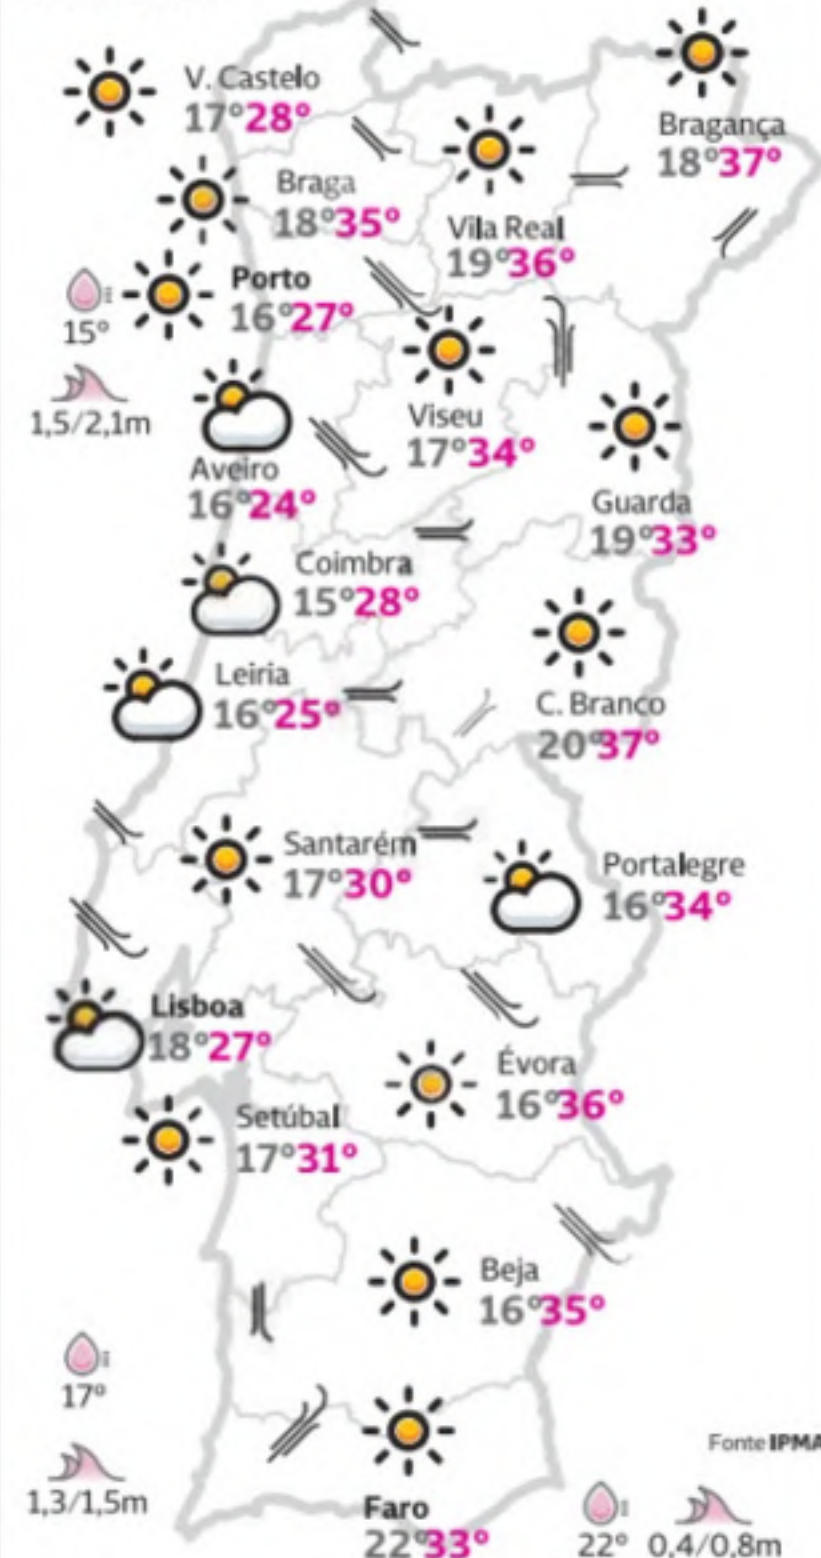 V. Castelo
17° 28°
Bragança
18° 37°
Braga
18° 35°
Vila Real
19° 36°
Porto
16° 27°
15°
1,5/2,1m
Viseu
17° 34°
Aveiro
16° 24°
Guarda
19° 33°
Coimbra
15° 28°
Leiria
16° 25°
C. Branco
20° 37°
Santarém
17° 30°
Portalegre
16° 34°
Lisboa
18° 27°
Évora
16° 36°
Setúbal
17° 31°
Beja
16° 35°
17°
1,3/1,5m
Fonte IPMA
Faro
22° 33°
22° 0,4/0,8m